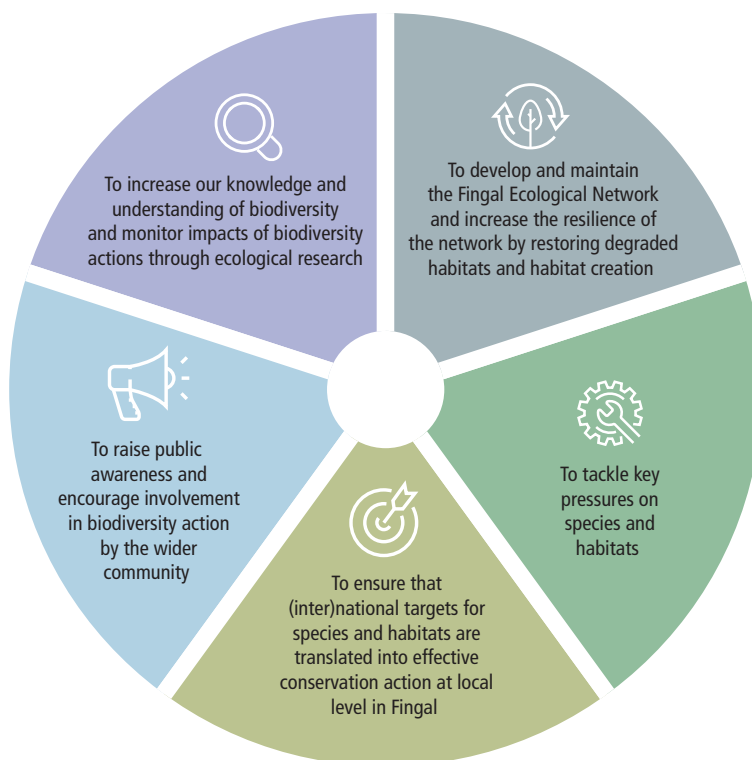 To increase our knowledge and
understanding of biodiversity
and monitor impacts of biodiversity
actions through ecological research
To develop and maintain
the Fingal Ecological Network
and increase the resilience of
the network by restoring degraded
habitats and habitat creation
To tackle key
pressures on
species and
habitats
To ensure that
(inter)national targets for
species and habitats are
translated into effective
conservation action at local
level in Fingal
To raise public
awareness and
encourage involvement
in biodiversity action
by the wider
community